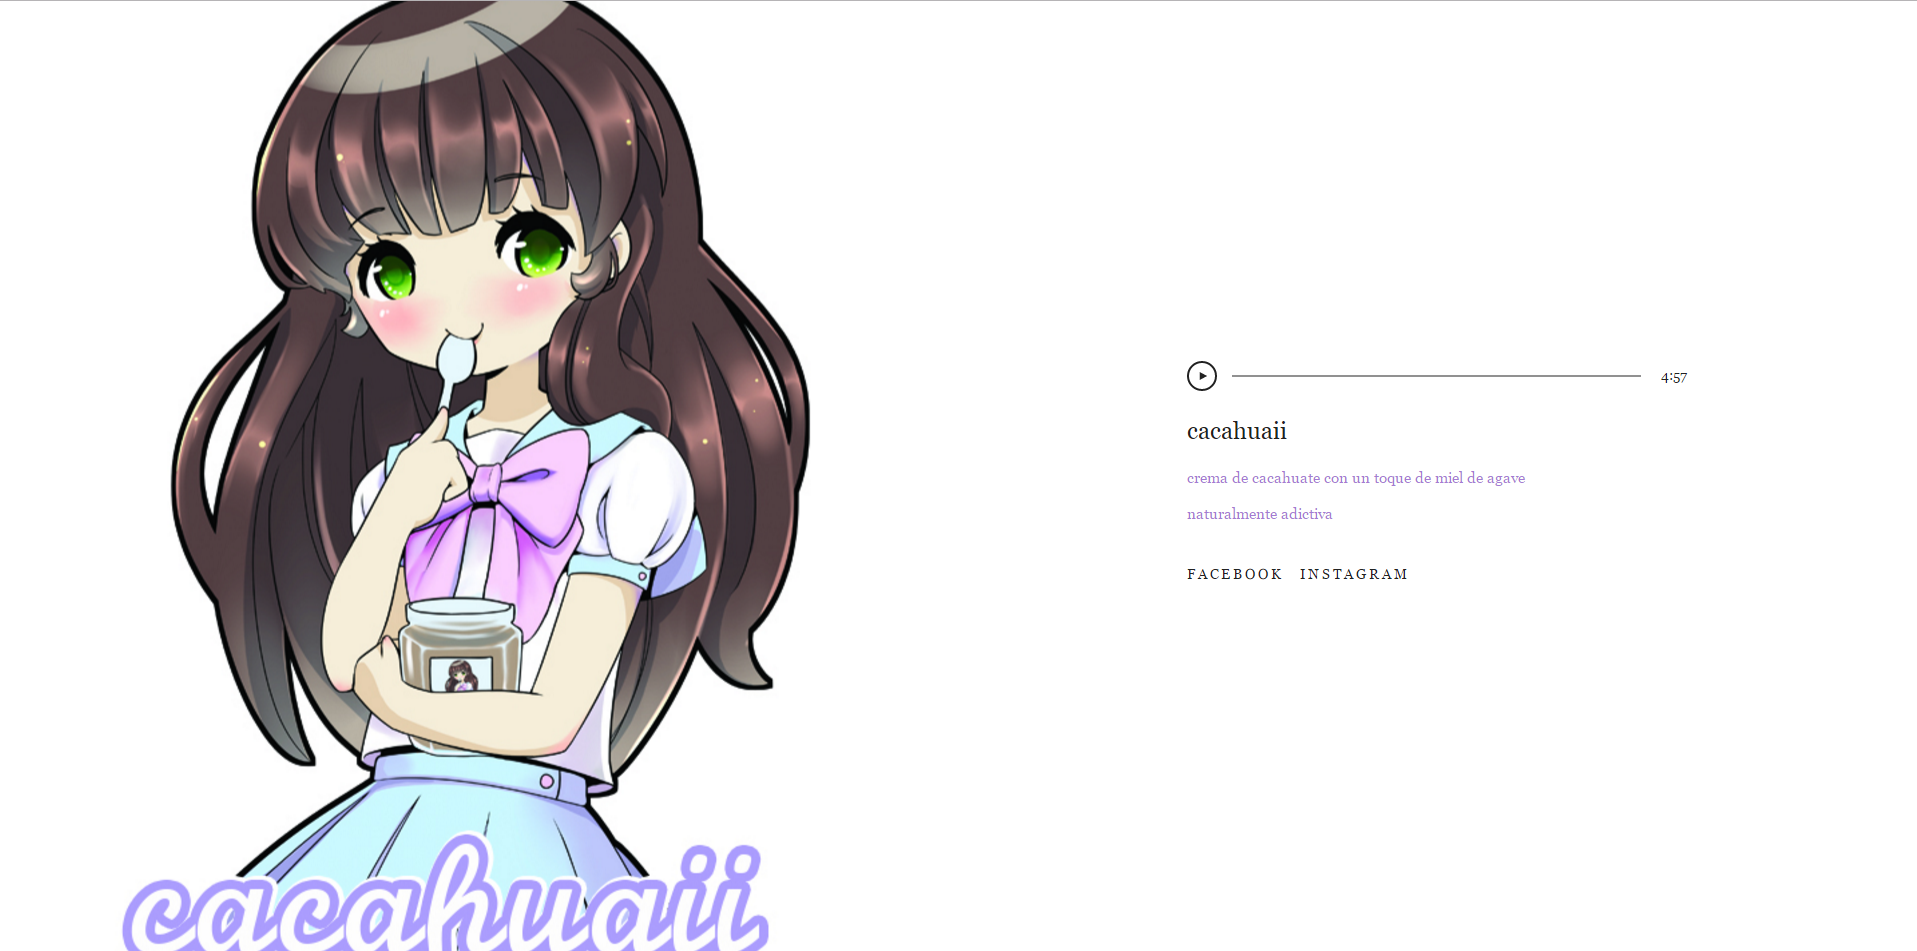 4:57
cacahuaii
crema de cacahuate con un toque de miel de agave
naturalmente adictiva
FACEBOOK INSTAGRAM
cacahuaii